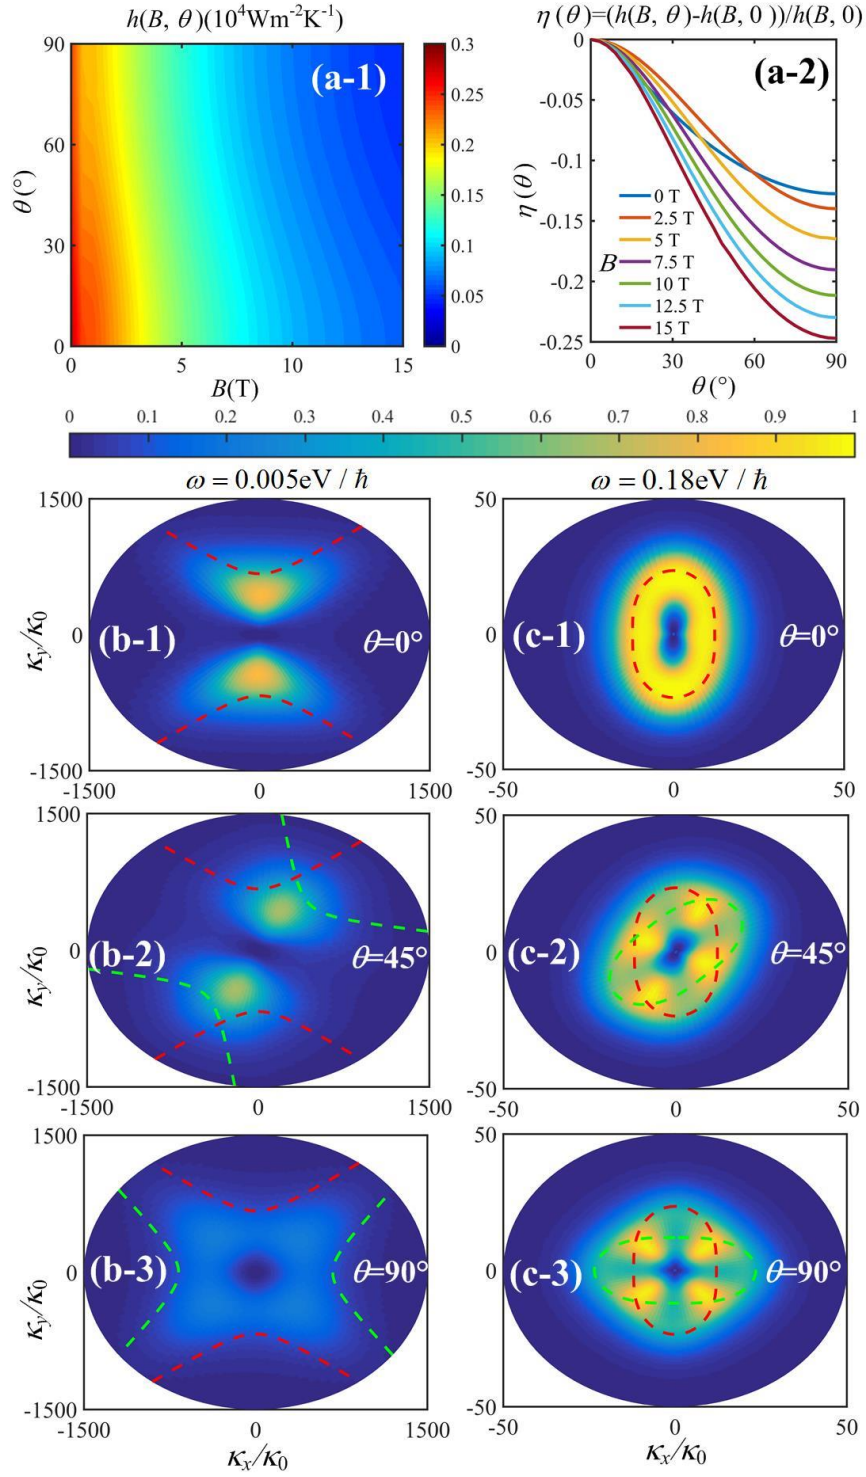 h(B, θ)(10⁴Wm⁻²K⁻¹)
90
60
30
0
θ(°)
(a-1)
0 5 10 15
B(T)
0.3
0.25
0.2
0.15
0.1
0.05
0
η(θ)=(h(B, θ)-h(B, 0))/h(B, 0)
0
-0.05
-0.1
-0.15
-0.2
-0.25
η(θ)
(a-2)
B
0 T
2.5 T
5 T
7.5 T
10 T
12.5 T
15 T
0 30 60 90
θ(°)
0 0.1 0.2 0.3 0.4 0.5 0.6 0.7 0.8 0.9 1
ω = 0.005eV / ħ
1500
0
-1500
κy/κ0
(b-1)
θ=0°
-1500 0 1500
ω = 0.18eV / ħ
50
0
-50
(c-1)
θ=0°
-50 0 50
1500
0
-1500
κy/κ0
(b-2)
θ=45°
-1500 0 1500
50
0
-50
(c-2)
θ=45°
-50 0 50
1500
0
-1500
κy/κ0
(b-3)
θ=90°
-1500 0 1500
κx/κ0
50
0
-50
(c-3)
θ=90°
-50 0 50
κx/κ0